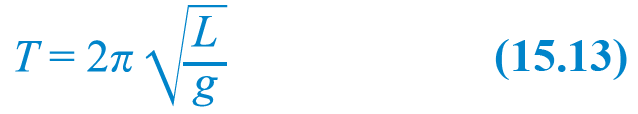 T = 2π √(L/g) (15.13)